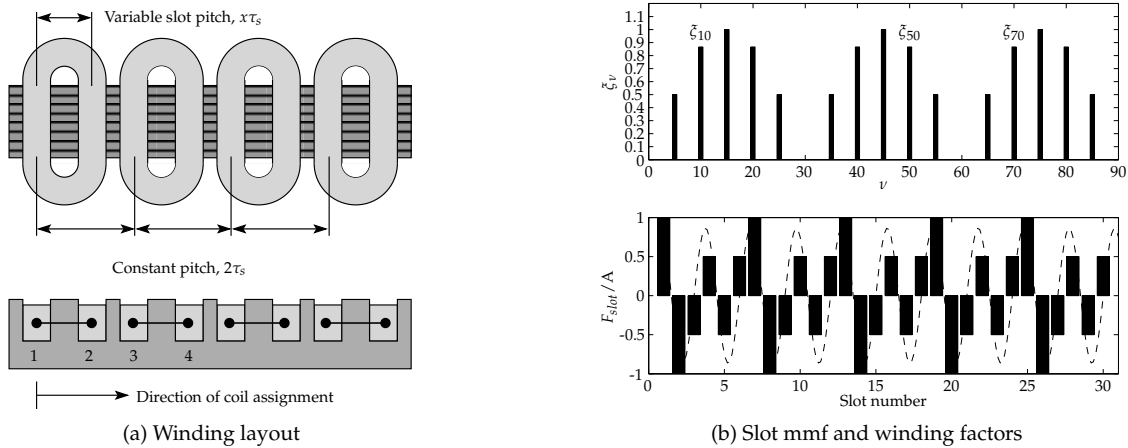 Variable slot pitch, xτs
Constant pitch, 2τs
1 2 3 4
Direction of coil assignment
(a) Winding layout
ξ10 ξ50 ξ70
1.1
1
0.9
0.8
0.7
0.6
0.5
0.4
0.3
0.2
0.1
0
ξν
0 10 20 30 40 50 60 70 80 90
ν
1
0.5
0
-0.5
-1
Fslot / A
0 5 10 15 20 25 30
Slot number
(b) Slot mmf and winding factors